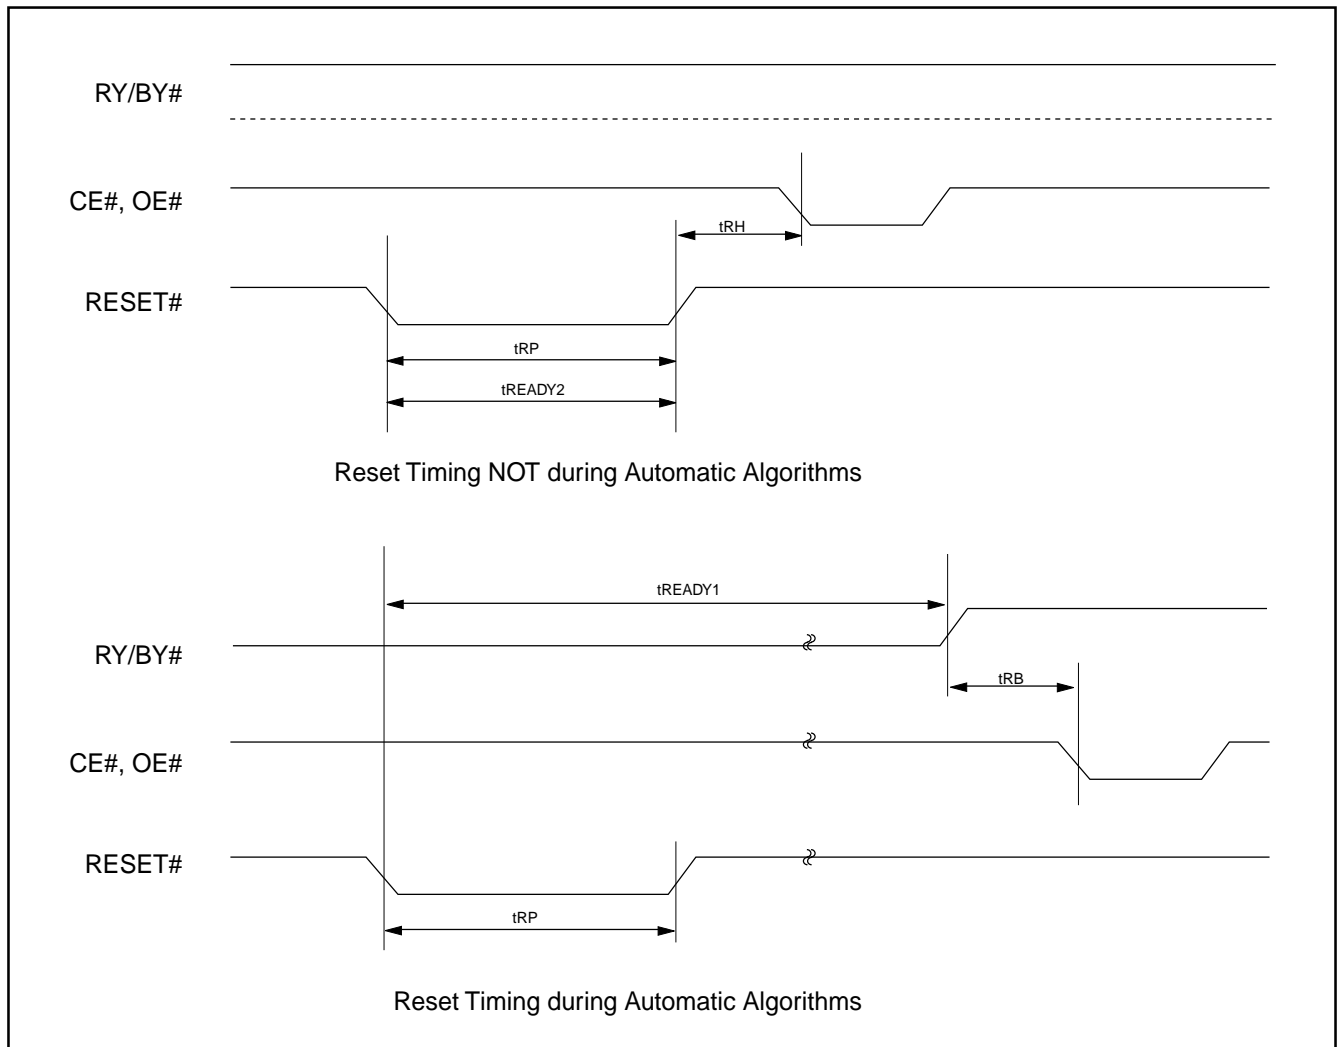 RY/BY#
CE#, OE#
tRH
RESET#
tRP
tREADY2
Reset Timing NOT during Automatic Algorithms
tREADY1
RY/BY#
tRB
CE#, OE#
RESET#
tRP
Reset Timing during Automatic Algorithms